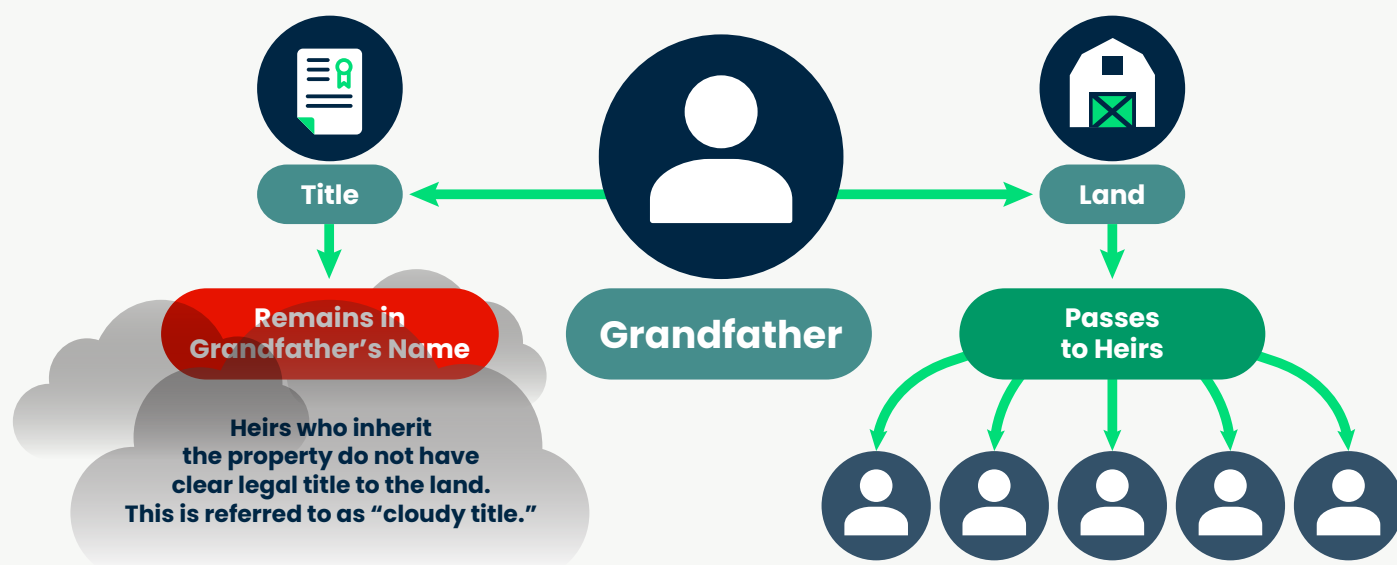 Title
Land
Remains in
Grandfather’s Name
Grandfather
Passes
to Heirs
Heirs who inherit
the property do not have
clear legal title to the land.
This is referred to as “cloudy title.”